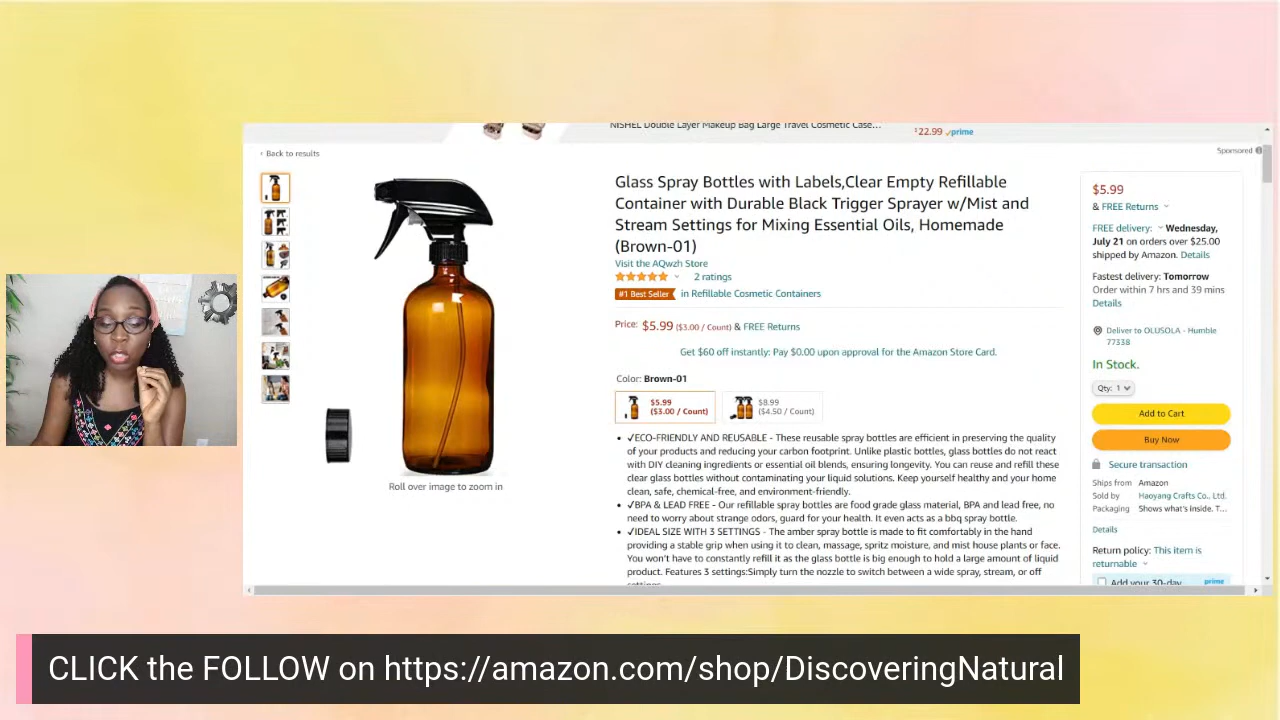 NISHEL Double Layer Makeup Bag Large Travel Cosmetic Case...
$22.99 prime
‹ Back to results
Sponsored
Glass Spray Bottles with Labels,Clear Empty Refillable
Container with Durable Black Trigger Sprayer w/Mist and
Stream Settings for Mixing Essential Oils, Homemade
(Brown-01)
Visit the AQwzh Store
2 ratings
#1 Best Seller in Refillable Cosmetic Containers
Price: $5.99 ($3.00 / Count) & FREE Returns
Get $60 off instantly: Pay $0.00 upon approval for the Amazon Store Card.
Color: Brown-01
$5.99
($3.00 / Count)
$8.99
($4.50 / Count)
• ✓ECO-FRIENDLY AND REUSABLE - These reusable spray bottles are efficient in preserving the quality
of your products and reducing your carbon footprint. Unlike plastic bottles, glass bottles do not react
with DIY cleaning ingredients or essential oil blends, ensuring longevity. You can reuse and refill these
clear glass bottles without contaminating your liquid solutions. Keep yourself healthy and your home
clean, safe, chemical-free, and environment-friendly.
• ✓BPA & LEAD FREE - Our refillable spray bottles are food grade glass material, BPA and lead free, no
need to worry about strange odors, guard for your health. It even acts as a bbq spray bottle.
• ✓IDEAL SIZE WITH 3 SETTINGS - The amber spray bottle is made to fit comfortably in the hand
providing a stable grip when using it to clean, massage, spritz moisture, and mist house plants or face.
You won't have to constantly refill it as the glass bottle is big enough to hold a large amount of liquid
product. Features 3 settings:Simply turn the nozzle to switch between a wide spray, stream, or off
settings.
Roll over image to zoom in
$5.99
& FREE Returns
FREE delivery: Wednesday,
July 21 on orders over $25.00
shipped by Amazon. Details
Fastest delivery: Tomorrow
Order within 7 hrs and 39 mins
Details
Deliver to OLUSOLA - Humble
77338
In Stock.
Qty: 1
Add to Cart
Buy Now
Secure transaction
Ships from Amazon
Sold by Haoyang Crafts Co., Ltd.
Packaging Shows what's inside. T...
Details
Return policy: This item is
returnable
Add your 30-day prime
CLICK the FOLLOW on https://amazon.com/shop/DiscoveringNatural